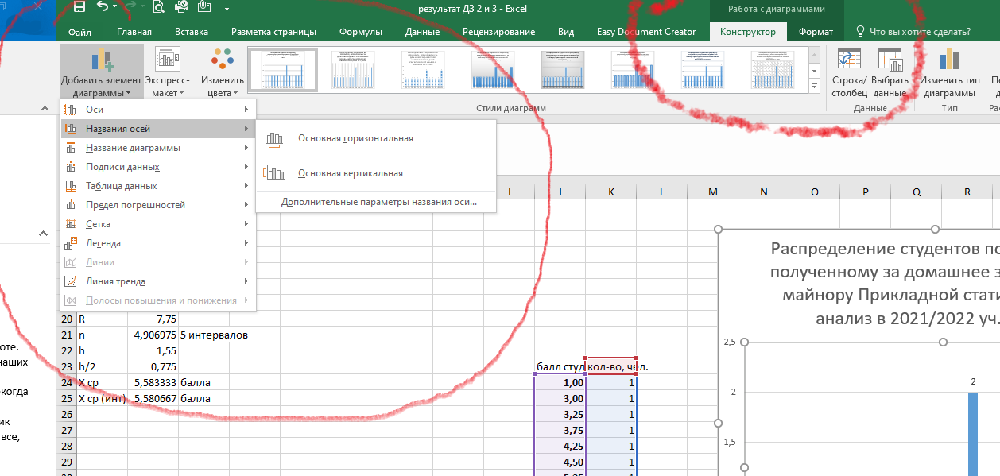 результат ДЗ 2 и 3 - Excel
Работа с диаграммами
Файл Главная Вставка Разметка страницы Формулы Данные Рецензирование Вид Easy Document Creator Конструктор Формат Что вы хотите сделать?
Добавить элемент диаграммы
Экспресс-макет
Изменить цвета
Стили диаграмм
Строка/столбец
Выбрать данные
Данные
Изменить тип диаграммы
Тип
Оси
Названия осей
Название диаграммы
Подписи данных
Таблица данных
Предел погрешностей
Сетка
Легенда
Линии
Линия тренда
Полосы повышения и понижения
Основная горизонтальная
Основная вертикальная
Дополнительные параметры названия оси...
I J K L M N O P Q R
20 R 7,75
21 n 4,906975 5 интервалов
22 h 1,55
23 h/2 0,775 балл студ кол-во, чел.
24 X ср 5,583333 балла 1,00 1
25 X ср (инт) 5,580667 балла 3,00 1
26 3,25 1
27 3,75 1
28 4,25 1
29 4,50 1
Распределение студентов по
полученному за домашнее з
майнору Прикладной стати
анализ в 2021/2022 уч.
2,5
2
2
1,5
оте.
наших
когда
ик
все,